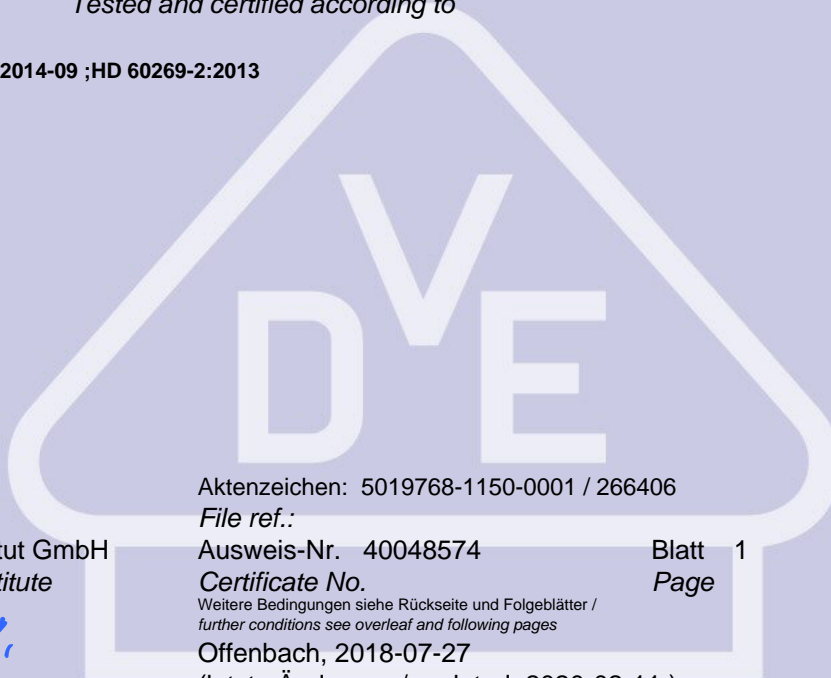 Tested and certified according to
2014-09 ;HD 60269-2:2013
VDE
Aktenzeichen: 5019768-1150-0001 / 266406
File ref.:
tut GmbH Ausweis-Nr. 40048574 Blatt 1
titute Certificate No. Page
Weitere Bedingungen siehe Rückseite und Folgeblätter /
further conditions see overleaf and following pages
Offenbach, 2018-07-27